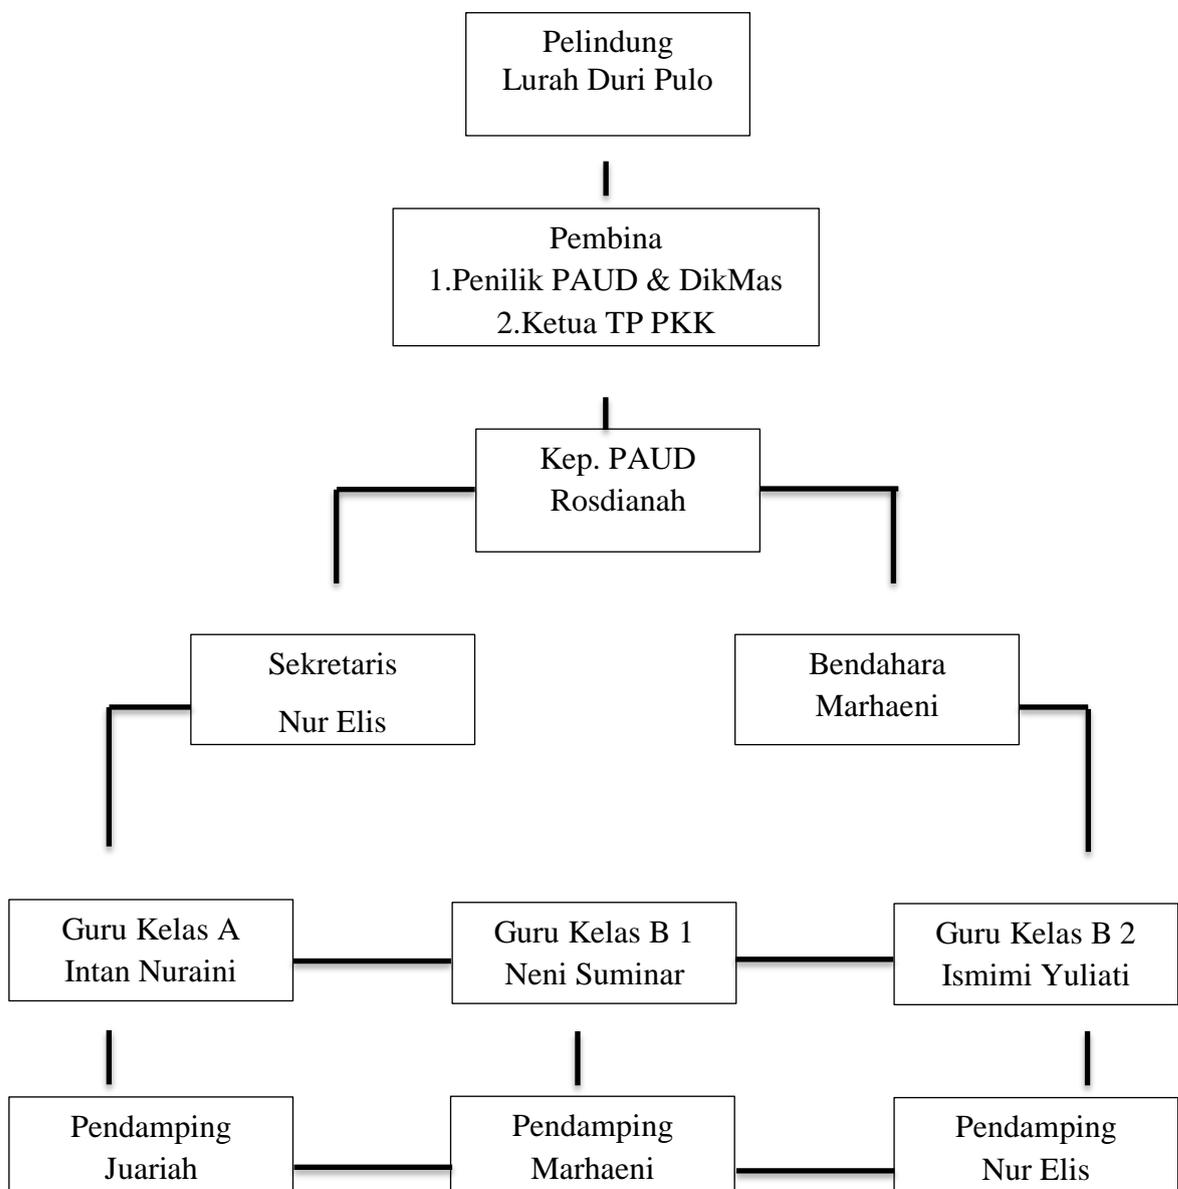 Pelindung
Lurah Duri Pulo
Pembina
1.Penilik PAUD & DikMas
2.Ketua TP PKK
Kep. PAUD
Rosdianah
Sekretaris
Nur Elis
Bendahara
Marhaeni
Guru Kelas A
Intan Nuraini
Guru Kelas B 1
Neni Suminar
Guru Kelas B 2
Ismimi Yuliati
Pendamping
Juariah
Pendamping
Marhaeni
Pendamping
Nur Elis